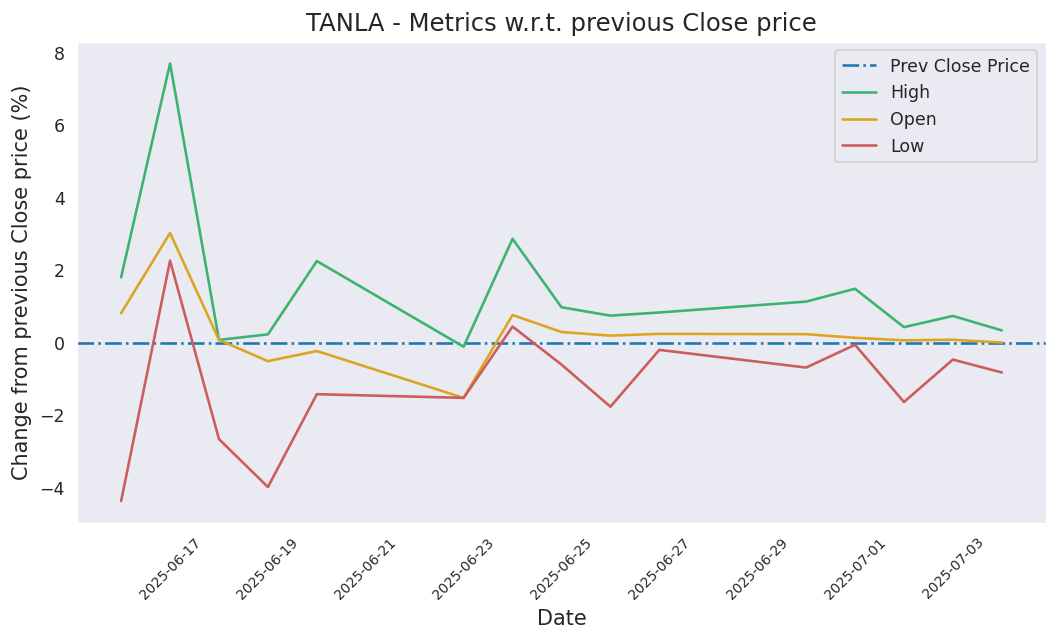 TANLA - Metrics w.r.t. previous Close price
Change from previous Close price (%)
8
6
4
2
0
−2
−4
Prev Close Price
High
Open
Low
2025-06-17
2025-06-19
2025-06-21
2025-06-23
2025-06-25
2025-06-27
2025-06-29
2025-07-01
2025-07-03
Date